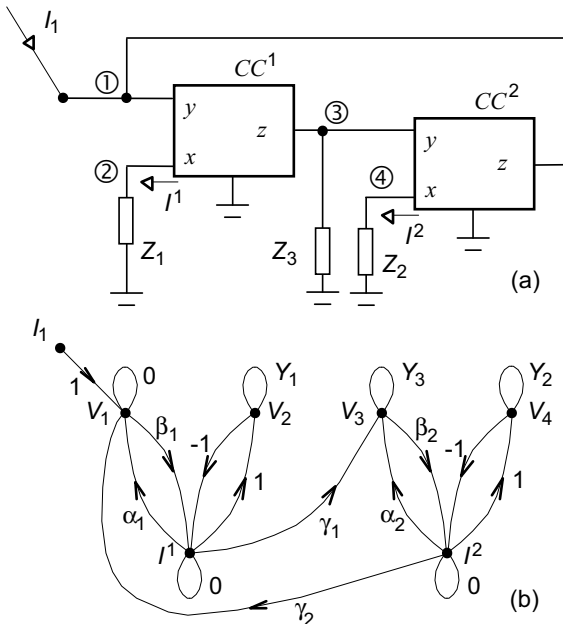 I₁
①
CC¹
y
z
x
②
I¹
Z₁
③
Z₃
CC²
y
z
x
④
I²
Z₂
(a)
I₁
1
0
Y₁
Y₃
Y₂
V₁
V₂
V₃
V₄
β₁
-1
β₂
-1
α₁
1
γ₁
α₂
1
I¹
I²
0
0
γ₂
(b)